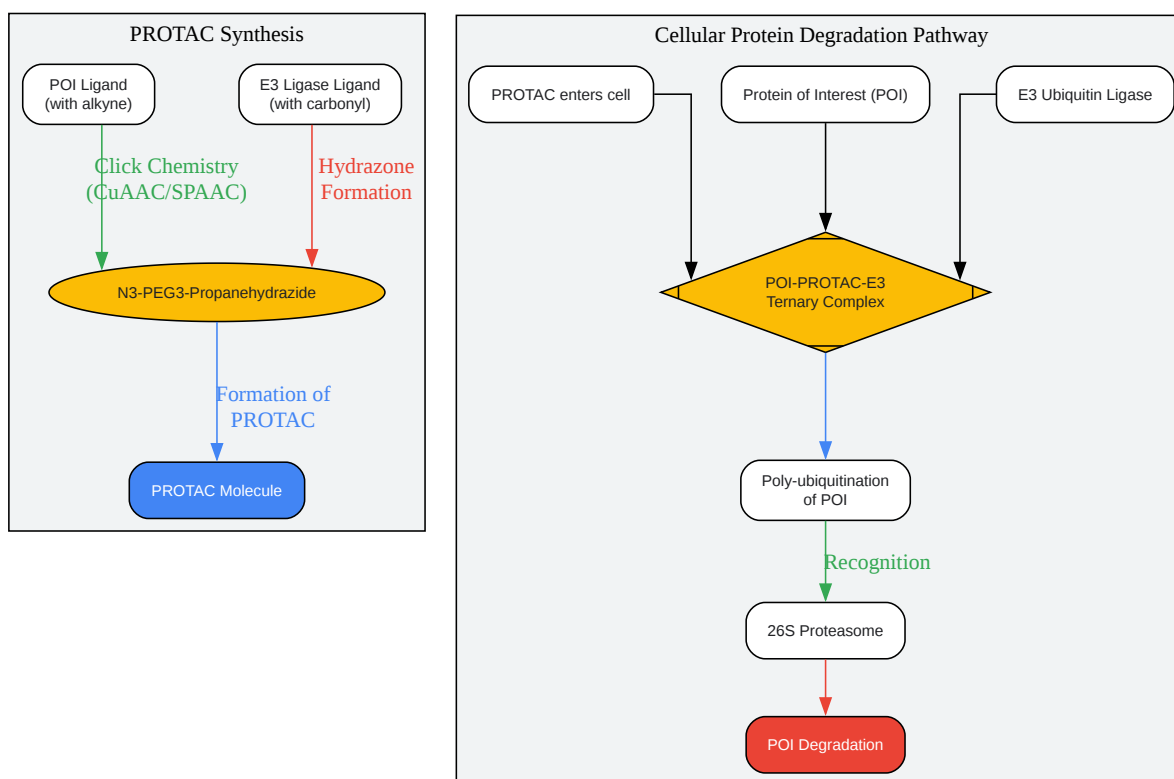 PROTAC Synthesis
POI Ligand
(with alkyne)
E3 Ligase Ligand
(with carbonyl)
Click Chemistry
(CuAAC/SPAAC)
Hydrazone
Formation
N3-PEG3-Propanehydrazide
Formation of
PROTAC
PROTAC Molecule
Cellular Protein Degradation Pathway
PROTAC enters cell
Protein of Interest (POI)
E3 Ubiquitin Ligase
POI-PROTAC-E3
Ternary Complex
Poly-ubiquitination
of POI
Recognition
26S Proteasome
POI Degradation